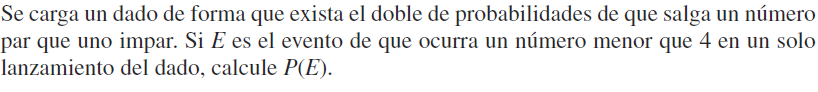 Se carga un dado de forma que exista el doble de probabilidades de que salga un número
par que uno impar. Si E es el evento de que ocurra un número menor que 4 en un solo
lanzamiento del dado, calcule P(E).